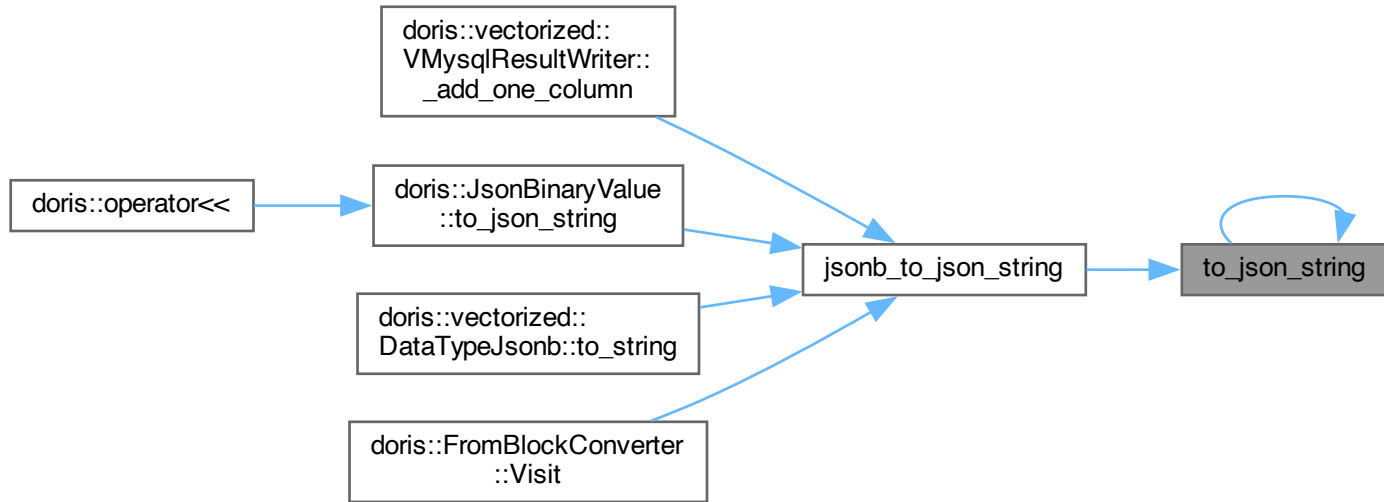 doris::vectorized::
VMysqlResultWriter::
_add_one_column
doris::operator<<
doris::JsonBinaryValue
::to_json_string
doris::vectorized::
DataTypeJsonb::to_string
doris::FromBlockConverter
::Visit
jsonb_to_json_string
to_json_string